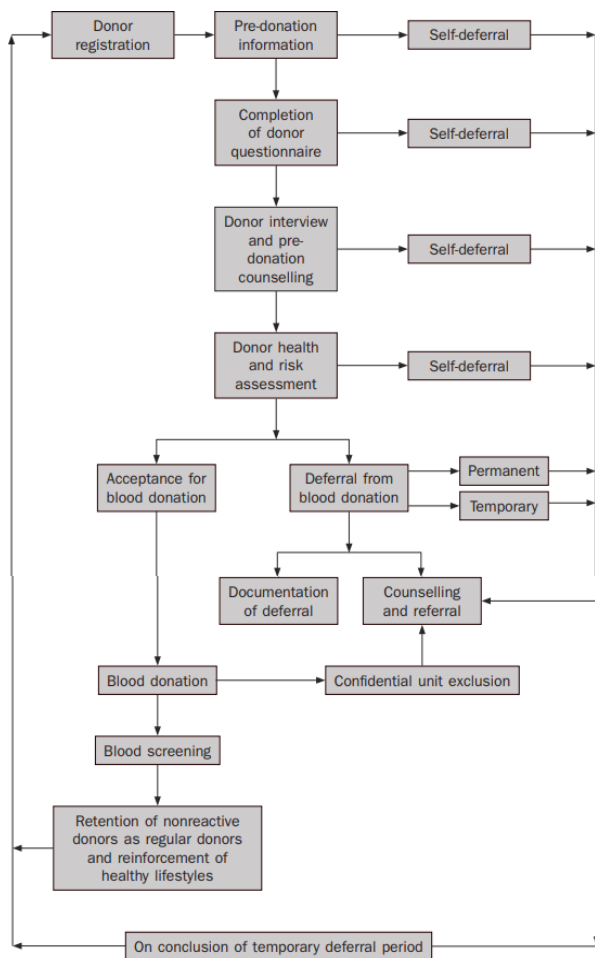 Donor
registration
Pre-donation
information
Self-deferral
Completion
of donor
questionnaire
Self-deferral
Donor interview
and pre-
donation
counselling
Self-deferral
Donor health
and risk
assessment
Self-deferral
Acceptance for
blood donation
Deferral from
blood donation
Permanent
Temporary
Documentation
of deferral
Counselling
and referral
Blood donation
Confidential unit exclusion
Blood screening
Retention of nonreactive
donors as regular donors
and reinforcement of
healthy lifestyles
On conclusion of temporary deferral period